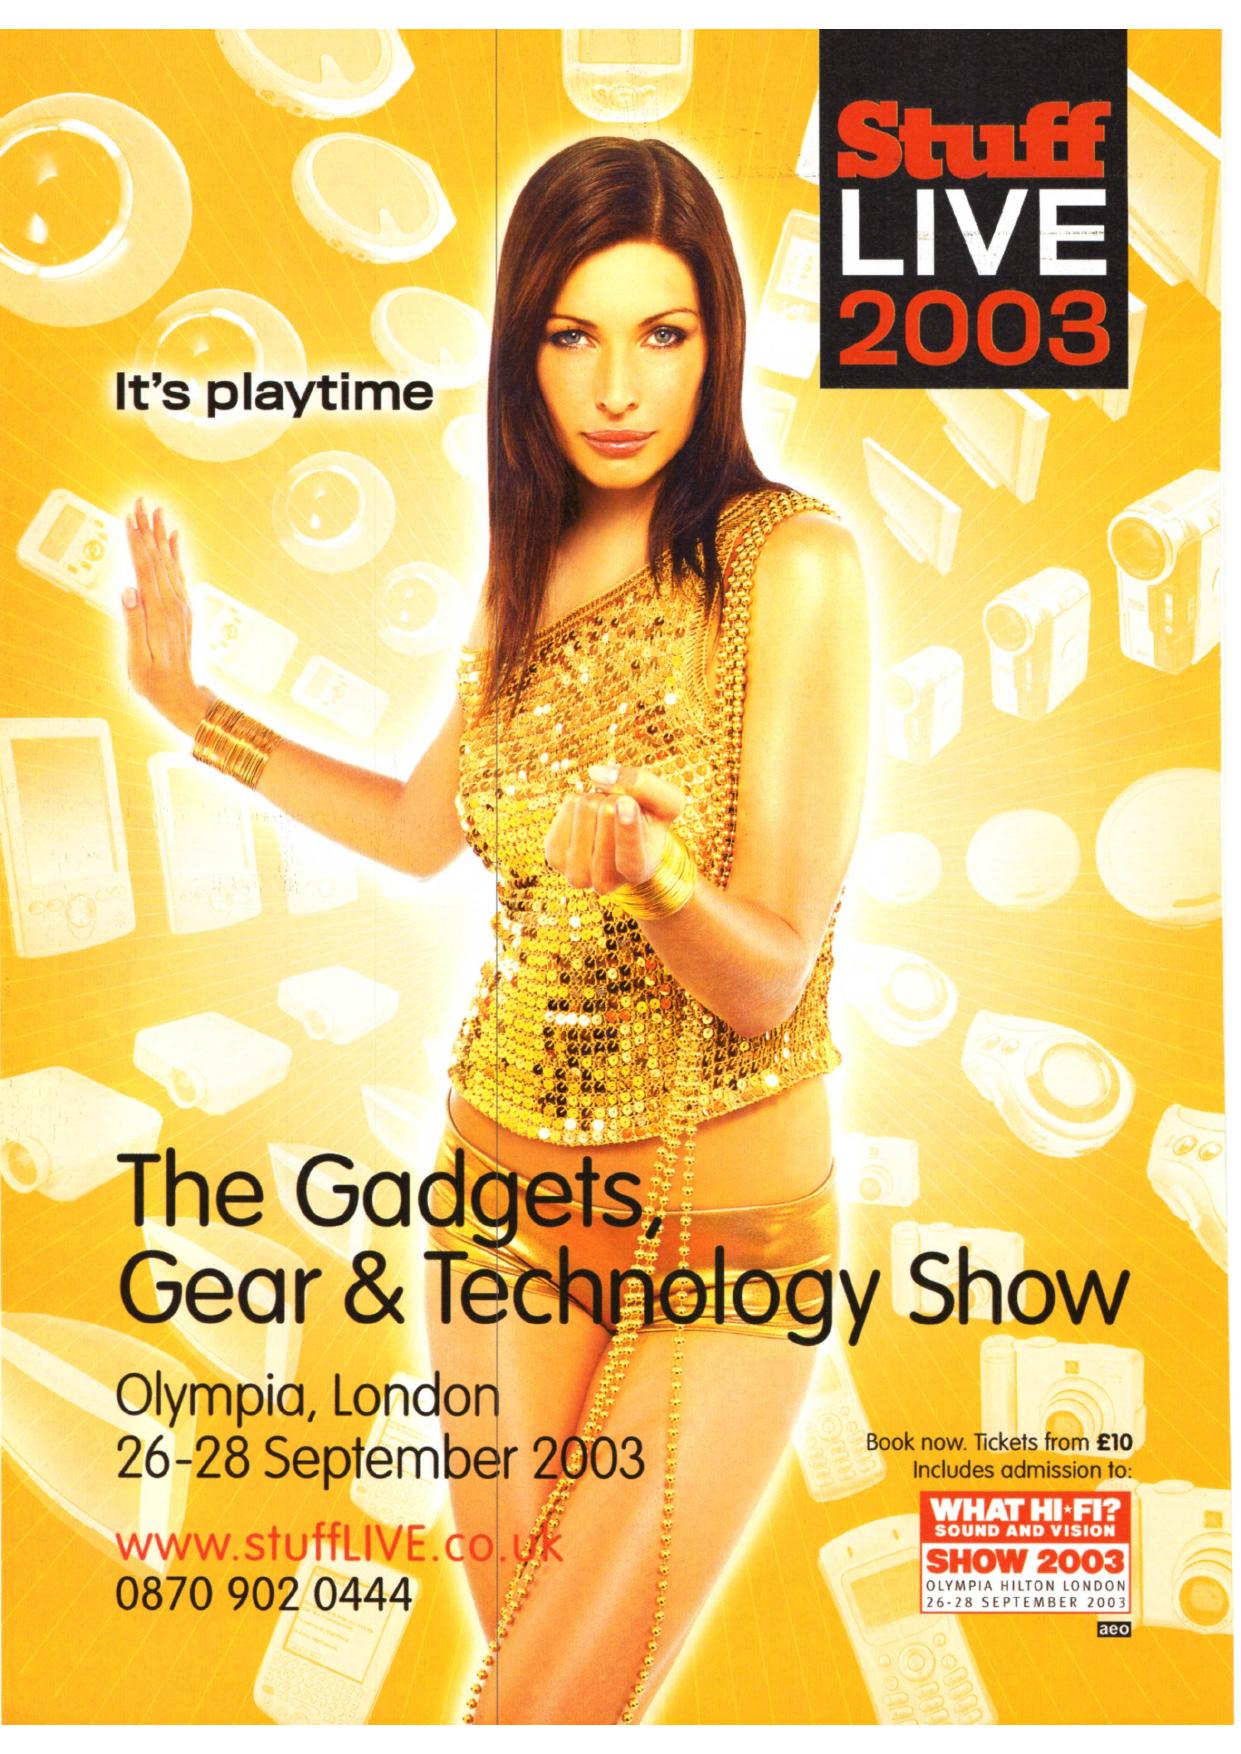 Stuff
LIVE
2003
It's playtime
The Gadgets,
Gear & Technology Show
Olympia, London
26-28 September 2003
www.stuffLIVE.co.uk
0870 902 0444
Book now. Tickets from £10
Includes admission to:
WHAT HI★FI?
SOUND AND VISION
SHOW 2003
OLYMPIA HILTON LONDON
26-28 SEPTEMBER 2003
aeo